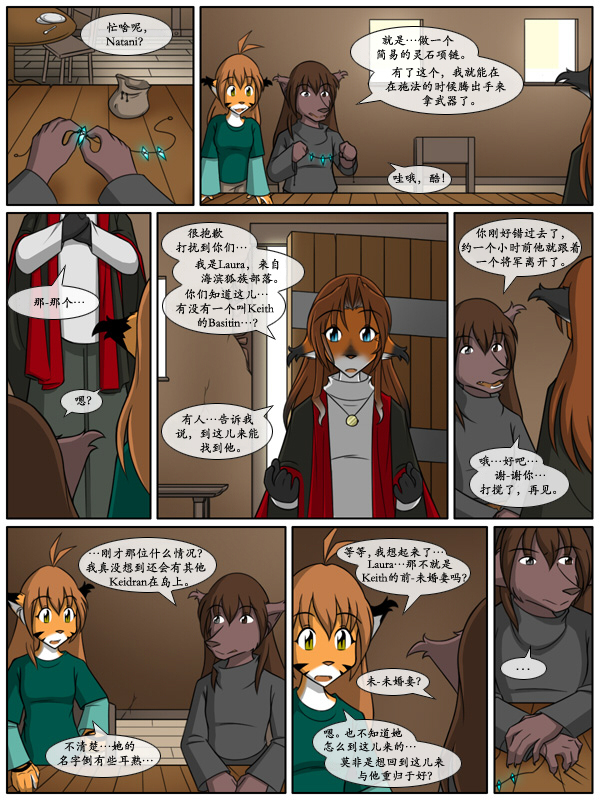 忙啥呢，
Natani?
就是…做一个
简易的灵石项链。
有了这个，我就能在
在施法的时候腾出手来
拿武器了。
哇哦，酷！
那-那个…
嗯？
很抱歉
打扰到你们…
我是Laura，来自
海滨狐族部落。
你们知道这儿…
有没有一个叫Keith
的Basitin…?
有人…告诉我
说，到这儿来能
找到他。
你刚好错过去了，
约一个小时前他就跟着
一个将军离开了。
哦…好吧…
谢-谢你…
打搅了，再见。
…刚才那位什么情况？
我真没想到还会有其他
Keidran在岛上。
不清楚…她的
名字倒有些耳熟…
等等，我想起来了…
Laura…那不就是
Keith的前-未婚妻吗？
未-未婚妻？
嗯。也不知道她
怎么到这儿来的…
莫非是想回到这儿来
与他重归于好？
...